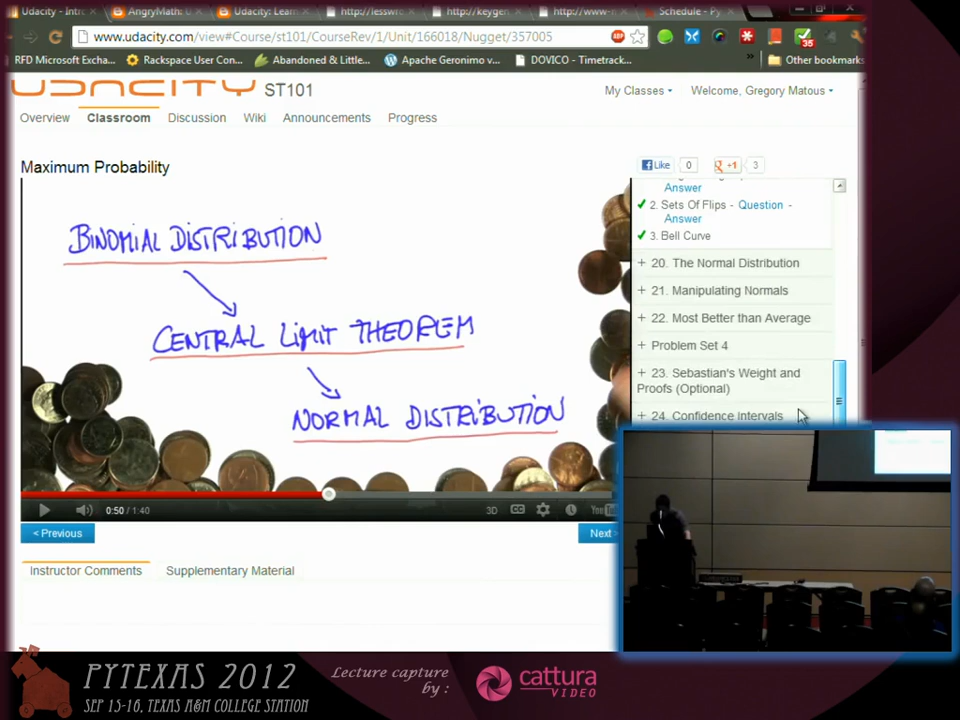 Udacity - Intro
AngryMath: U
Udacity: Learn
http://lesswro
http://keygen
http://www-n
Schedule - Py
www.udacity.com/view#Course/st101/CourseRev/1/Unit/166018/Nugget/357005
35
RFD Microsoft Excha...
Rackspace User Con...
Abandoned & Little...
Apache Geronimo v...
DOVICO - Timetrack...
»
Other bookmarks
UDACITY ST101
My Classes
Welcome, Gregory Matous
Overview
Classroom
Discussion
Wiki
Announcements
Progress
Maximum Probability
Like 0
+1 3
BINOMIAL DISTRIBUTION
CENTRAL LIMIT THEOREM
NORMAL DISTRIBUTION
Answer
2. Sets Of Flips - Question -
Answer
3. Bell Curve
+ 20. The Normal Distribution
+ 21. Manipulating Normals
+ 22. Most Better than Average
+ Problem Set 4
+ 23. Sebastian's Weight and
Proofs (Optional)
+ 24. Confidence Intervals
0:50 / 1:40
3D
CC
You
< Previous
Next
Instructor Comments
Supplementary Material
PYTEXAS 2012
SEP 15-16, TEXAS A&M COLLEGE STATION
Lecture capture
by :
cattura
VIDEO